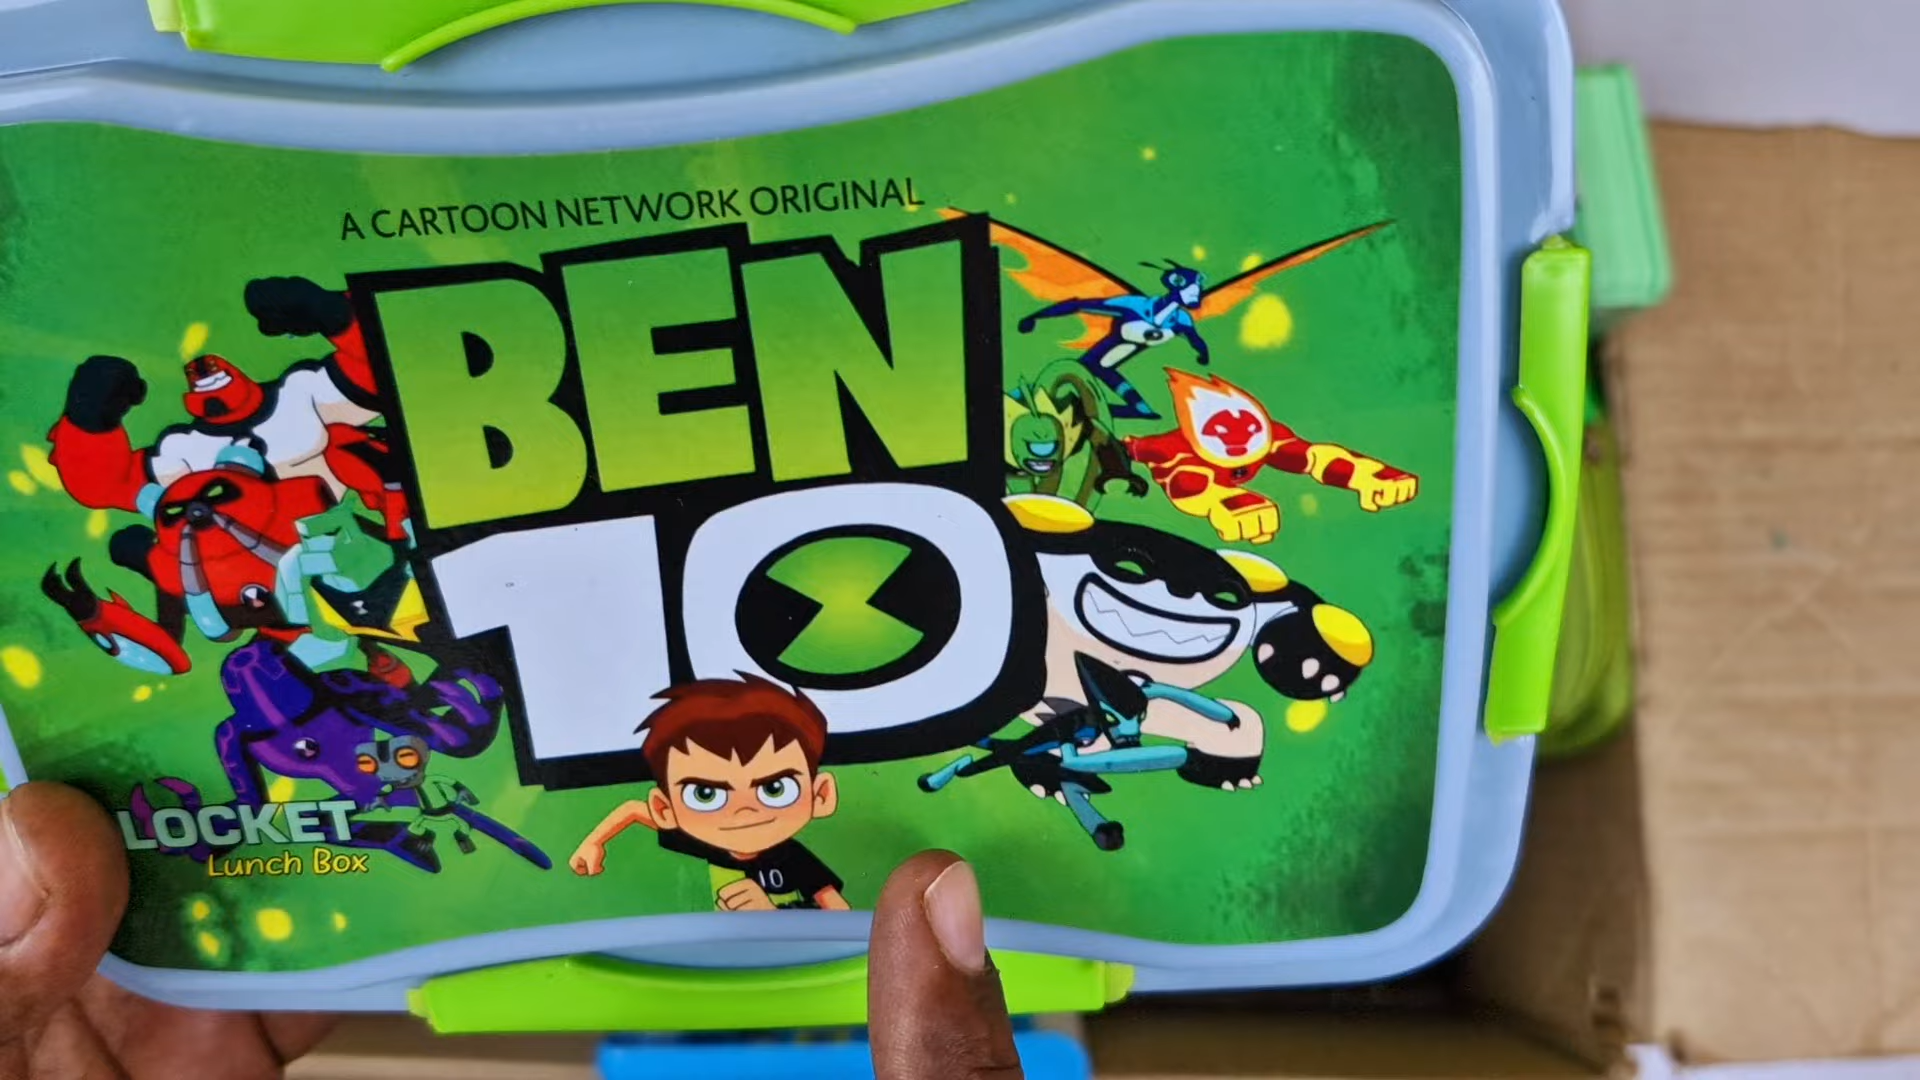 A CARTOON NETWORK ORIGINAL
BEN
10
LOCKET
Lunch Box
10